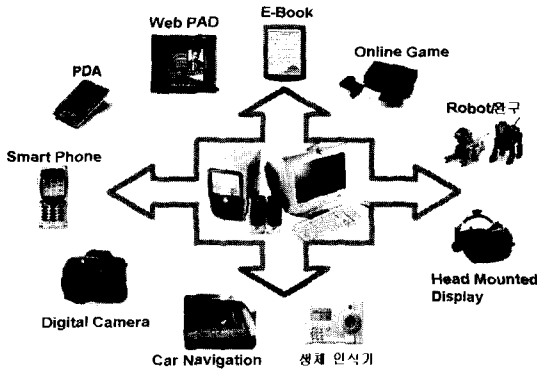 E-Book
Web PAD
Online Game
PDA
Robot/완구
Smart Phone
Head Mounted
Display
Digital Camera
Car Navigation
생체 인식기